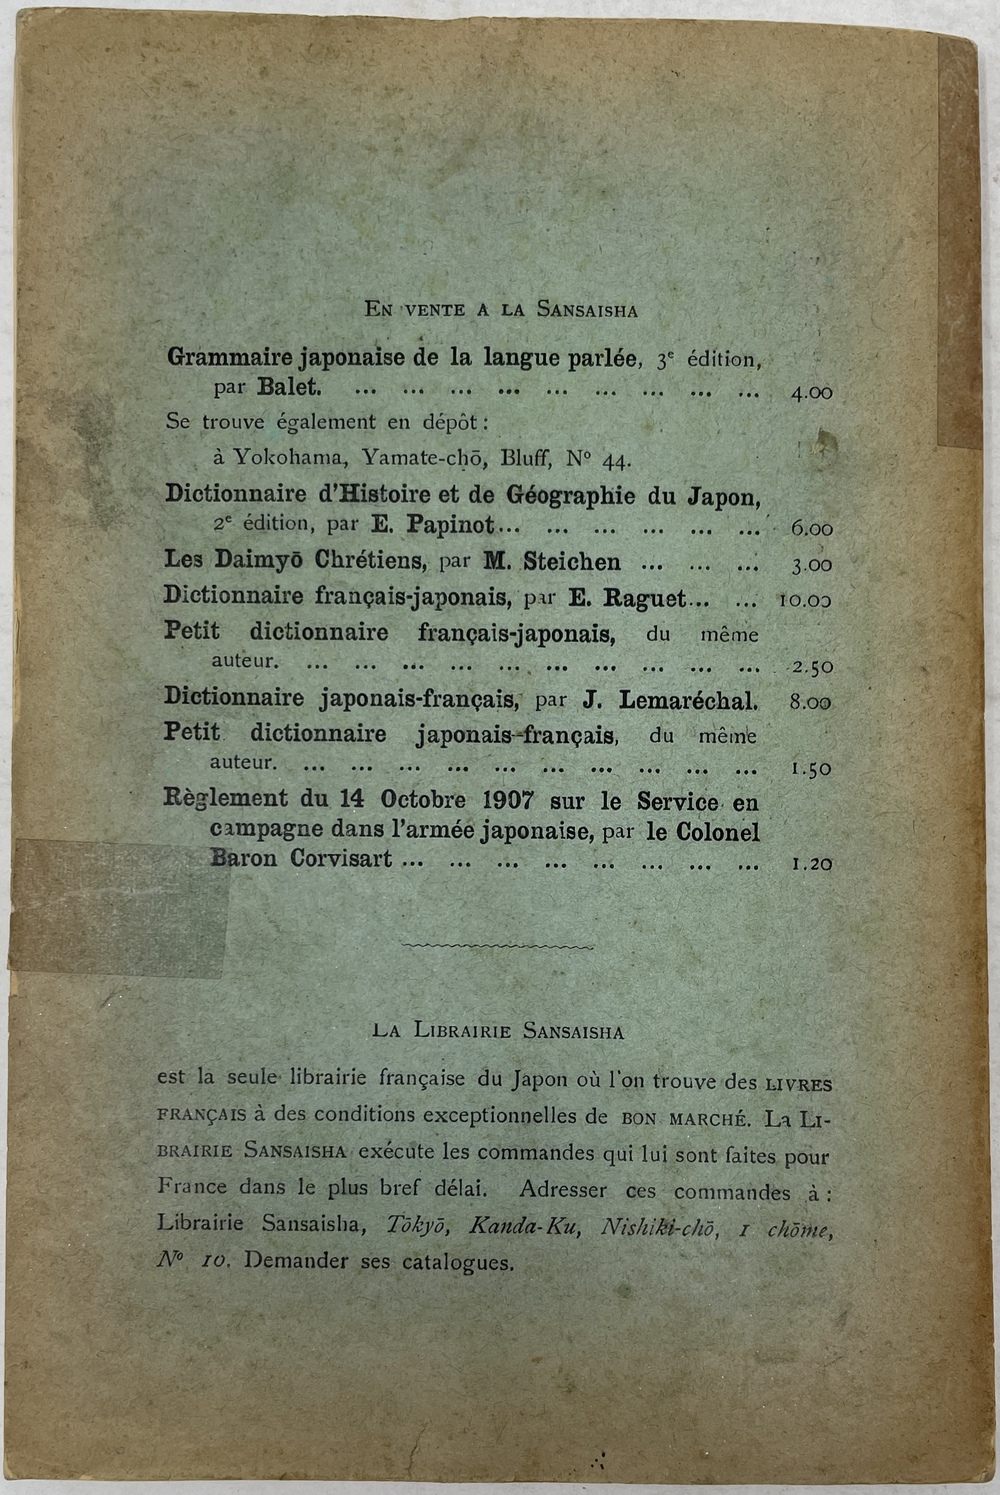 EN VENTE A LA SANSAISHA
Grammaire japonaise de la langue parlée, 3e édition,
par Balet. ... ... ... ... ... ... ... ... ... 4.00
Se trouve également en dépôt :
à Yokohama, Yamate-chō, Bluff, No 44.
Dictionnaire d'Histoire et de Géographie du Japon,
2e édition, par E. Papinot... ... ... ... ... ... 6.00
Les Daimyō Chrétiens, par M. Steichen ... ... ... 3.00
Dictionnaire français-japonais, par E. Raguet... ... 10.00
Petit dictionnaire français-japonais, du même
auteur. ... ... ... ... ... ... ... ... ... ... 2.50
Dictionnaire japonais-français, par J. Lemaréchal. 8.00
Petit dictionnaire japonais-français, du même
auteur. ... ... ... ... ... ... ... ... ... ... 1.50
Règlement du 14 Octobre 1907 sur le Service en
campagne dans l'armée japonaise, par le Colonel
Baron Corvisart ... ... ... ... ... ... ... ... 1.20
LA LIBRAIRIE SANSAISHA
est la seule librairie française du Japon où l'on trouve des LIVRES
FRANÇAIS à des conditions exceptionnelles de BON MARCHÉ. LA LI-
BRAIRIE SANSAISHA exécute les commandes qui lui sont faites pour
France dans le plus bref délai. Adresser ces commandes à :
Librairie Sansaisha, Tōkyō, Kanda-Ku, Nishiki-chō, 1 chōme,
No 10. Demander ses catalogues.